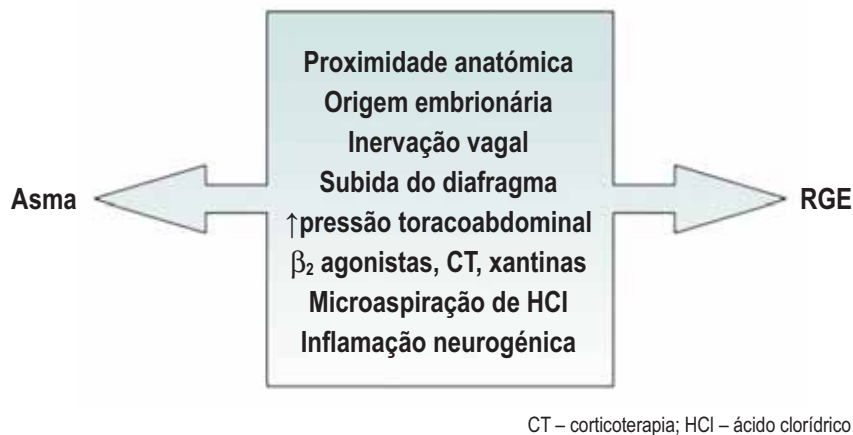 Proximidade anatómica
Origem embrionária
Inervação vagal
Subida do diafragma
Asma
RGE
↑pressão toracoabdominal
β₂ agonistas, CT, xantinas
Microaspiração de HCl
Inflamação neurogénica
CT – corticoterapia; HCl – ácido clorídrico